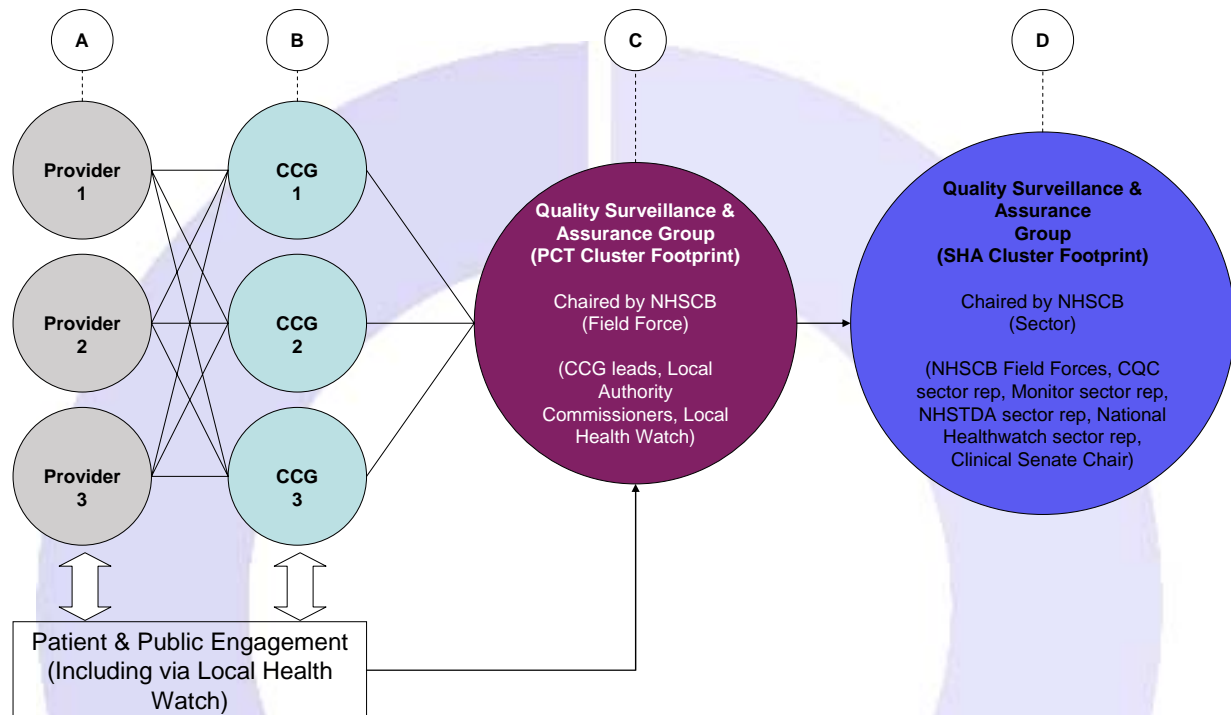 A
B
C
D
Provider
1
CCG
1
Provider
2
CCG
2
Provider
3
CCG
3
Quality Surveillance &
Assurance Group
(PCT Cluster Footprint)
Chaired by NHSCB
(Field Force)
(CCG leads, Local
Authority
Commissioners, Local
Health Watch)
Quality Surveillance &
Assurance
Group
(SHA Cluster Footprint)
Chaired by NHSCB
(Sector)
(NHSCB Field Forces, CQC
sector rep, Monitor sector rep,
NHSTDA sector rep, National
Healthwatch sector rep,
Clinical Senate Chair)
Patient & Public Engagement
(Including via Local Health
Watch)